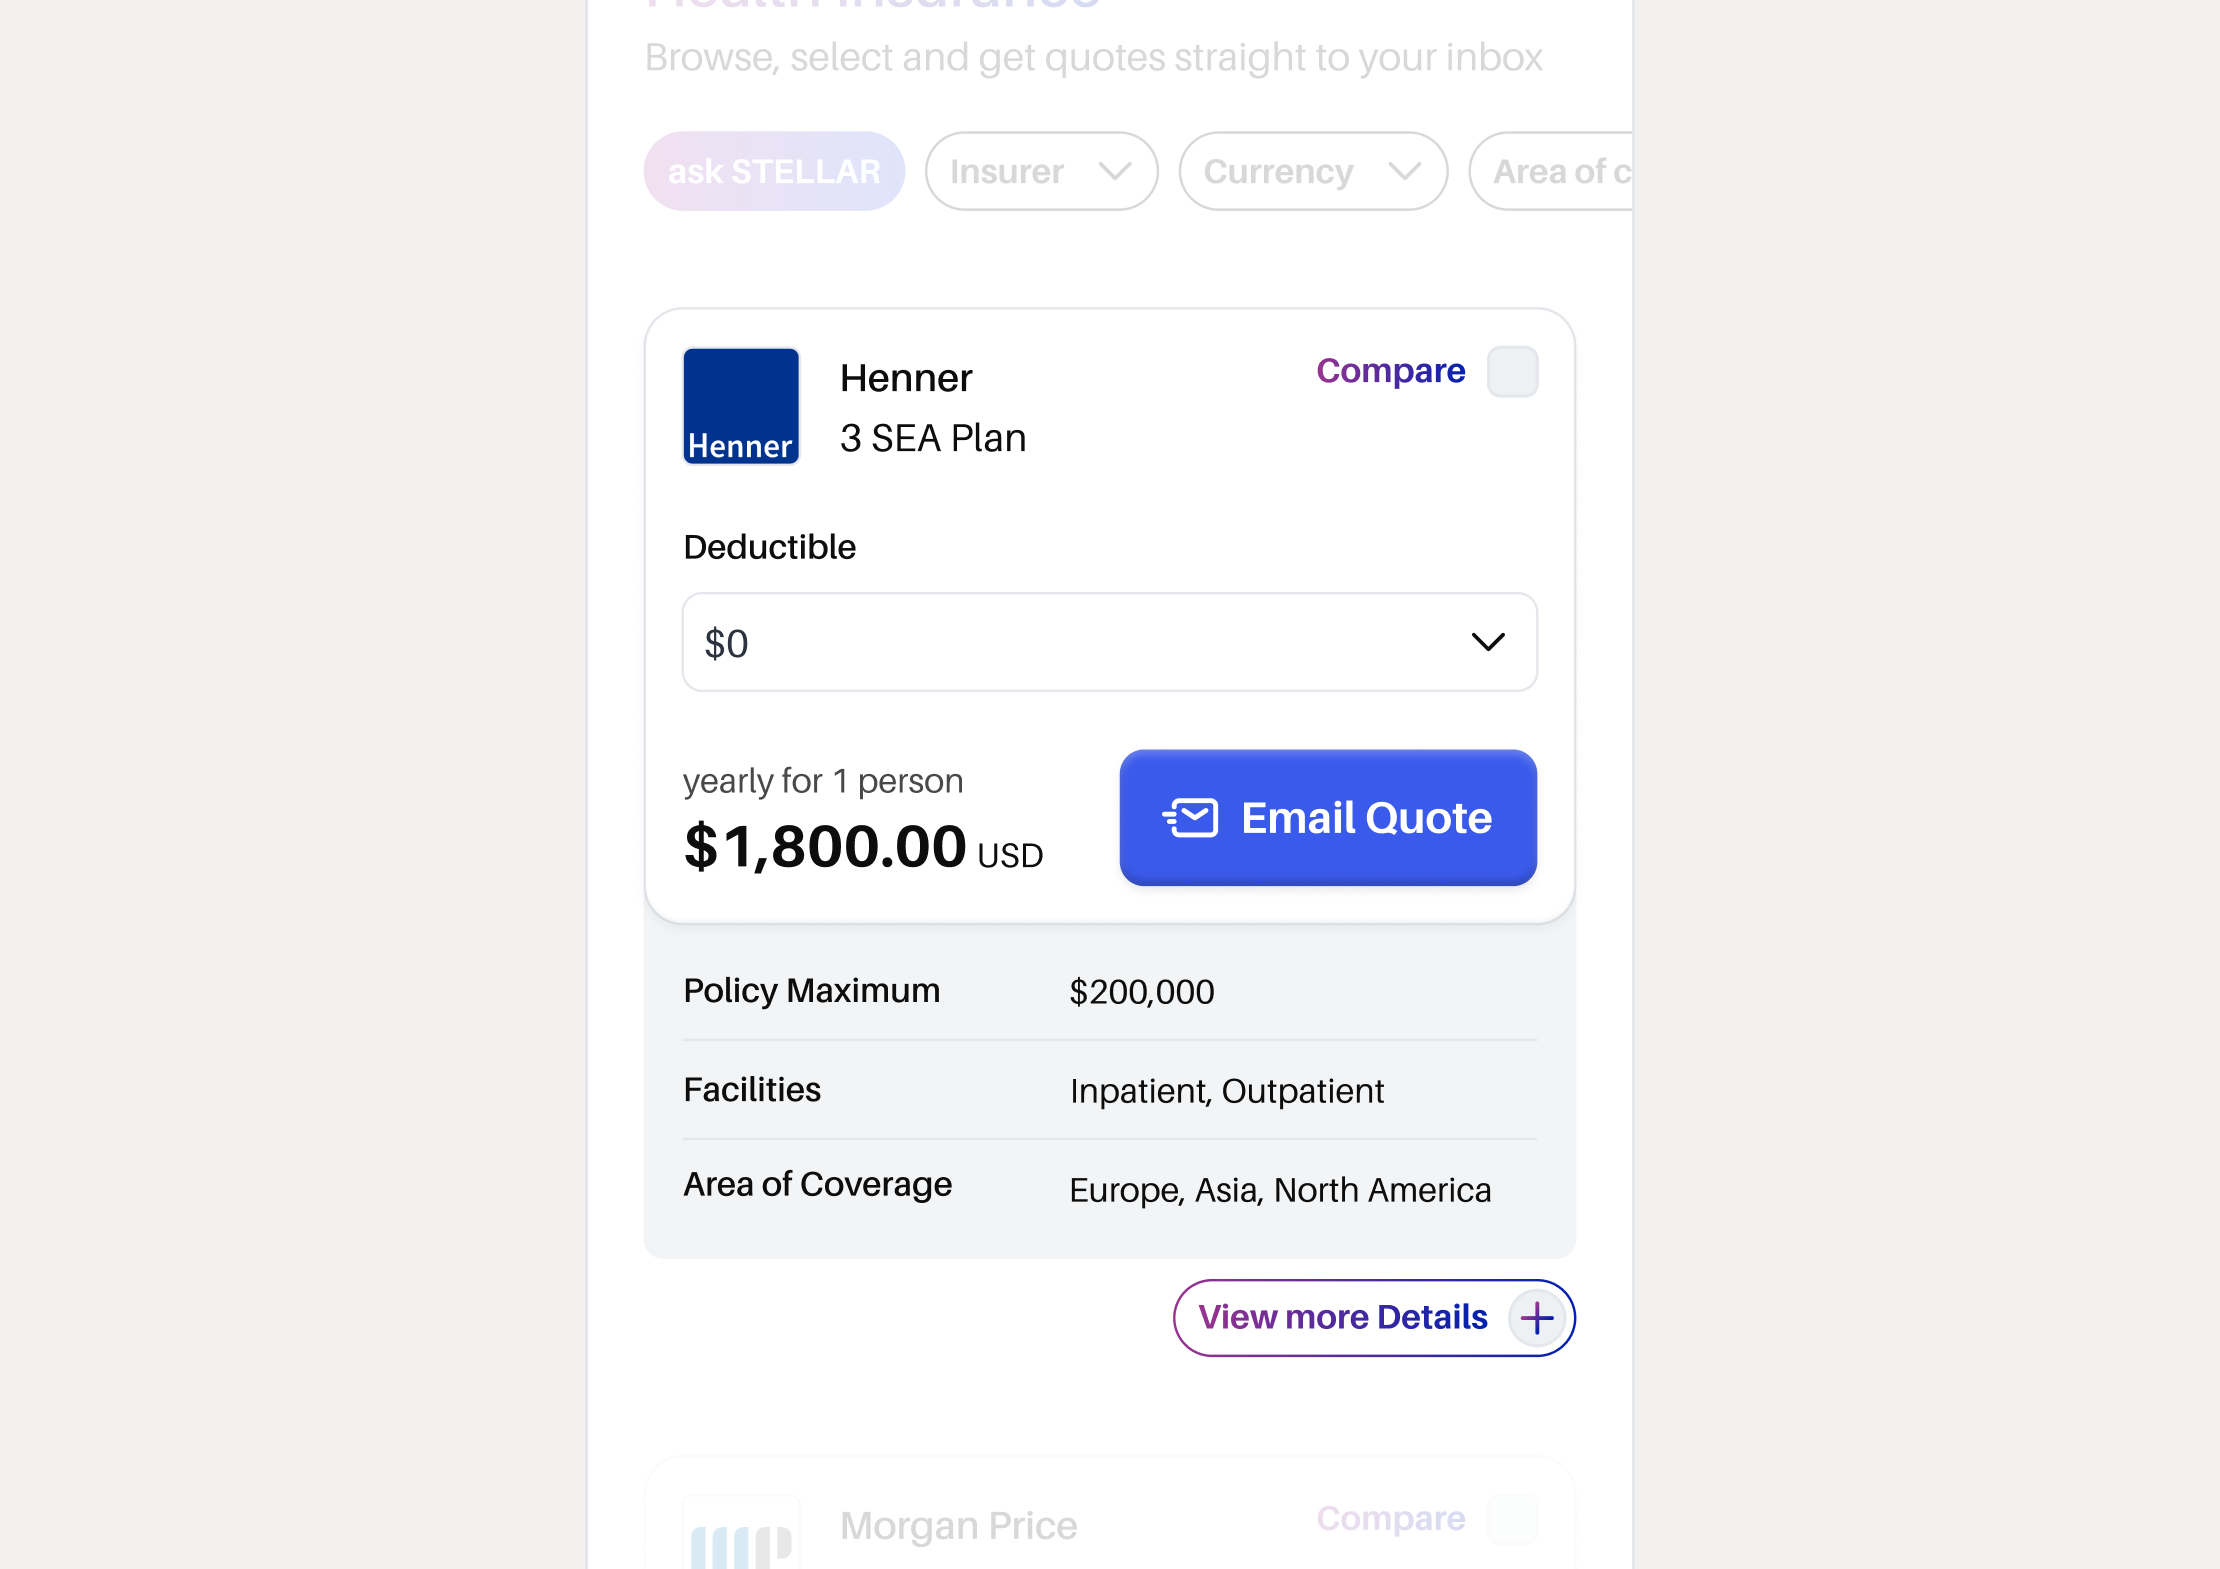 Health Insurance
Browse, select and get quotes straight to your inbox
ask STELLAR
Insurer
Currency
Area of c
Henner
Henner
Compare
3 SEA Plan
Deductible
$0
yearly for 1 person
$1,800.00 USD
Email Quote
Policy Maximum
$200,000
Facilities
Inpatient, Outpatient
Area of Coverage
Europe, Asia, North America
View more Details
Morgan Price
Compare